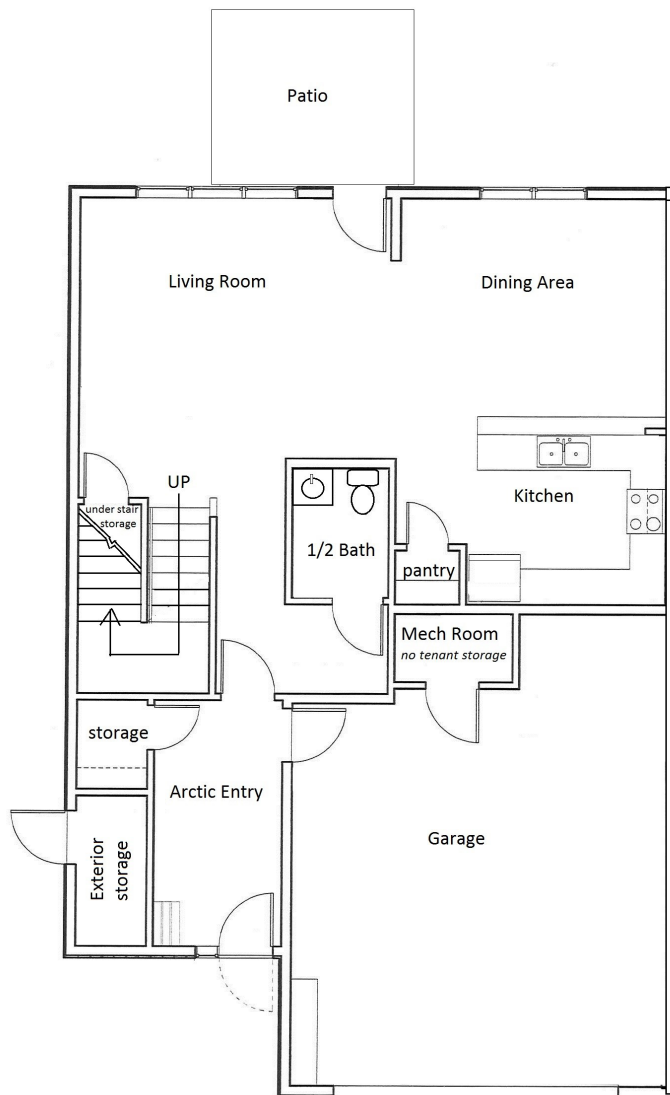 Patio
Living Room
Dining Area
UP
under stair
storage
Kitchen
1/2 Bath
pantry
Mech Room
no tenant storage
storage
Arctic Entry
Garage
Exterior
storage